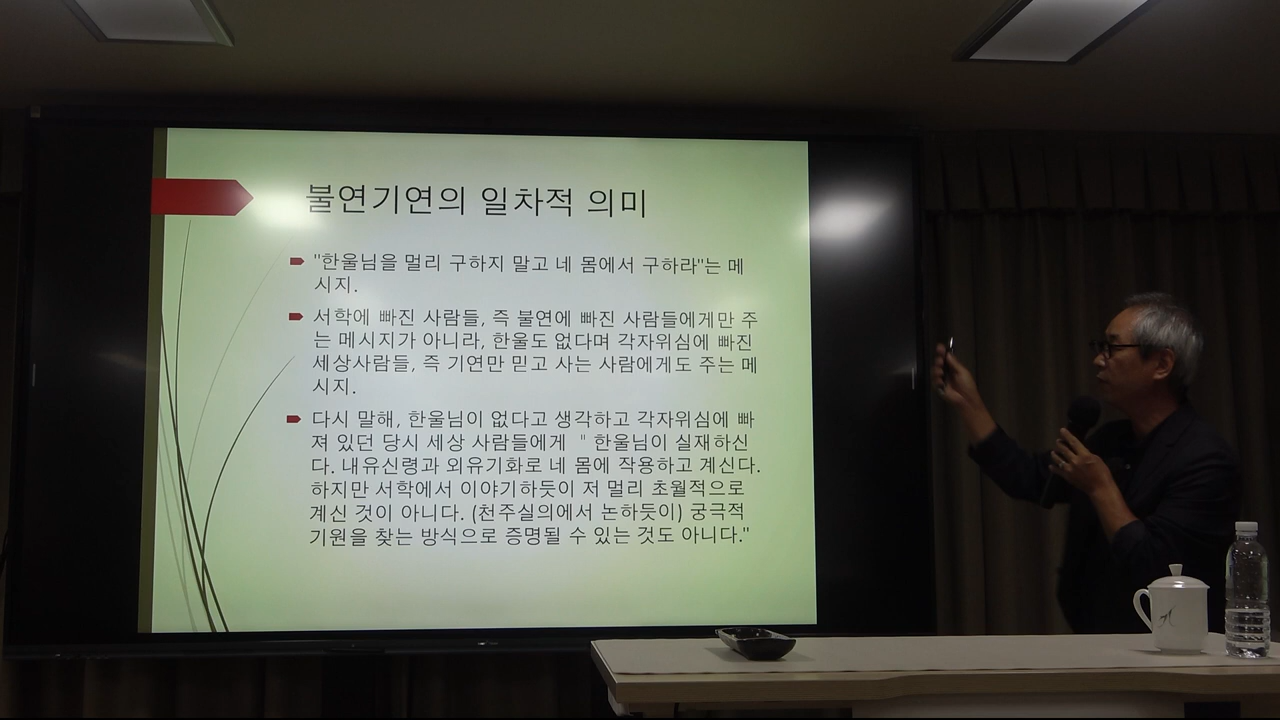 불연기연의 일차적 의미
"한울님을 멀리 구하지 말고 네 몸에서 구하라"는 메
시지.
서학에 빠진 사람들, 즉 불연에 빠진 사람들에게만 주
는 메시지가 아니라, 한울도 없다며 각자위심에 빠진
세상사람들, 즉 기연만 믿고 사는 사람에게도 주는 메
시지.
다시 말해, 한울님이 없다고 생각하고 각자위심에 빠
져 있던 당시 세상 사람들에게 " 한울님이 실재하신
다. 내유신령과 외유기화로 네 몸에 작용하고 계신다.
하지만 서학에서 이야기하듯이 저 멀리 초월적으로
계신 것이 아니다. (천주실의에서 논하듯이) 궁극적
기원을 찾는 방식으로 증명될 수 있는 것도 아니다."